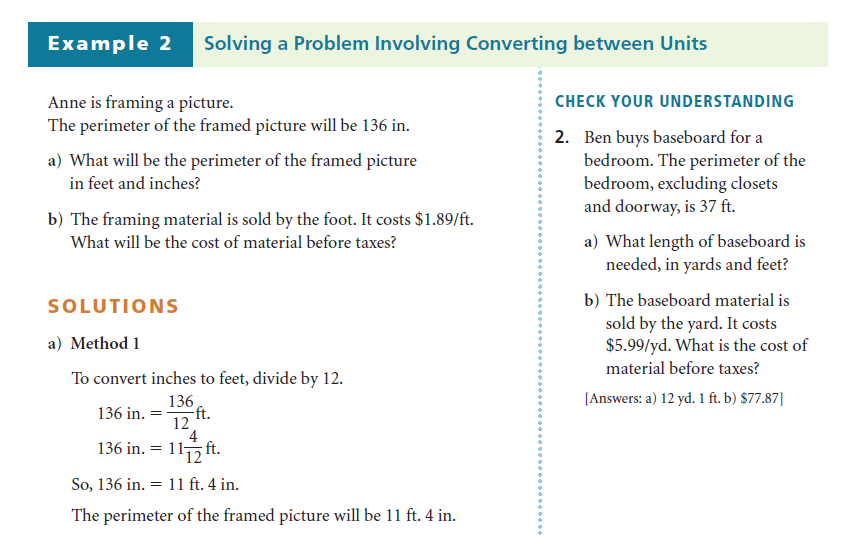 Example 2 Solving a Problem Involving Converting between Units
Anne is framing a picture.
The perimeter of the framed picture will be 136 in.
a) What will be the perimeter of the framed picture
in feet and inches?
b) The framing material is sold by the foot. It costs $1.89/ft.
What will be the cost of material before taxes?
SOLUTIONS
a) Method 1
To convert inches to feet, divide by 12.
136 in. = 136/12 ft.
136 in. = 11 4/12 ft.
So, 136 in. = 11 ft. 4 in.
The perimeter of the framed picture will be 11 ft. 4 in.
CHECK YOUR UNDERSTANDING
2. Ben buys baseboard for a
bedroom. The perimeter of the
bedroom, excluding closets
and doorway, is 37 ft.
a) What length of baseboard is
needed, in yards and feet?
b) The baseboard material is
sold by the yard. It costs
$5.99/yd. What is the cost of
material before taxes?
[Answers: a) 12 yd. 1 ft. b) $77.87]